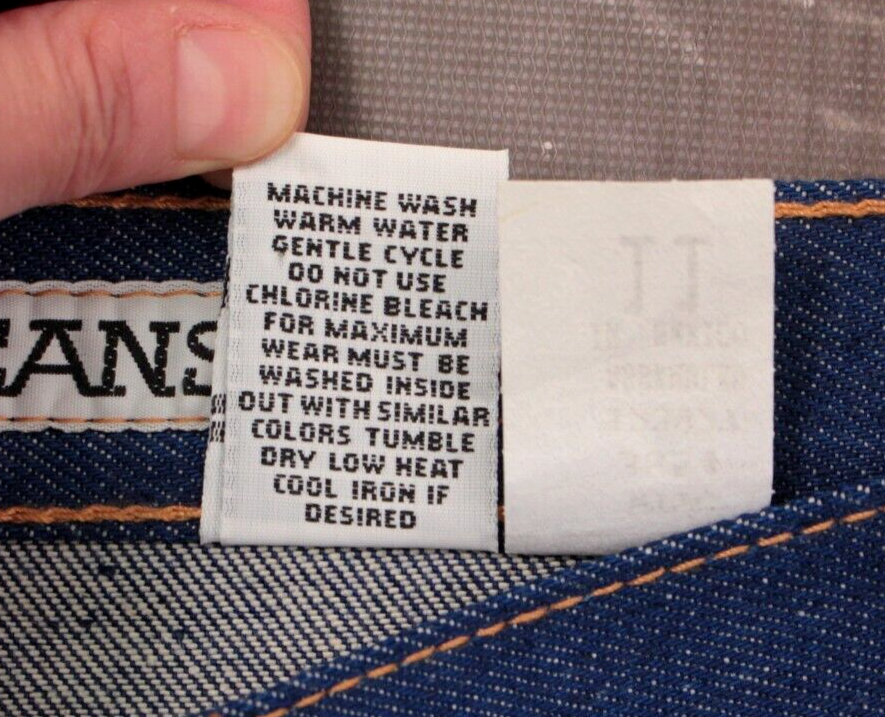 MACHINE WASH
WARM WATER
GENTLE CYCLE
DO NOT USE
CHLORINE BLEACH
FOR MAXIMUM
WEAR MUST BE
WASHED INSIDE
OUT WITH SIMILAR
COLORS TUMBLE
DRY LOW HEAT
COOL IRON IF
DESIRED
EANS